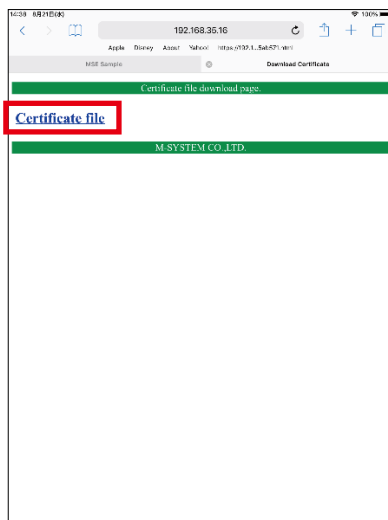 14:38 8月21日(水) 100%
192.168.35.16
Apple Disney Yahoo!
MSE Sample Download Certificate
Certificate file download page.
Certificate file
M-SYSTEM CO.,LTD.